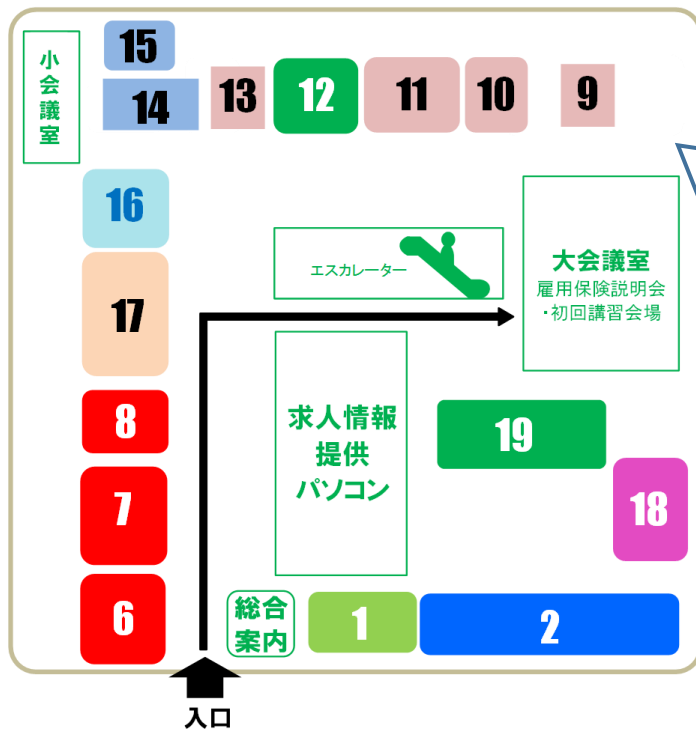 小会議室
15
14
13
12
11
10
9
16
エスカレーター
大会議室
雇用保険説明会
・初回講習会場
17
8
求人情報
提供
パソコン
19
7
18
6
総合
案内
1
2
入口